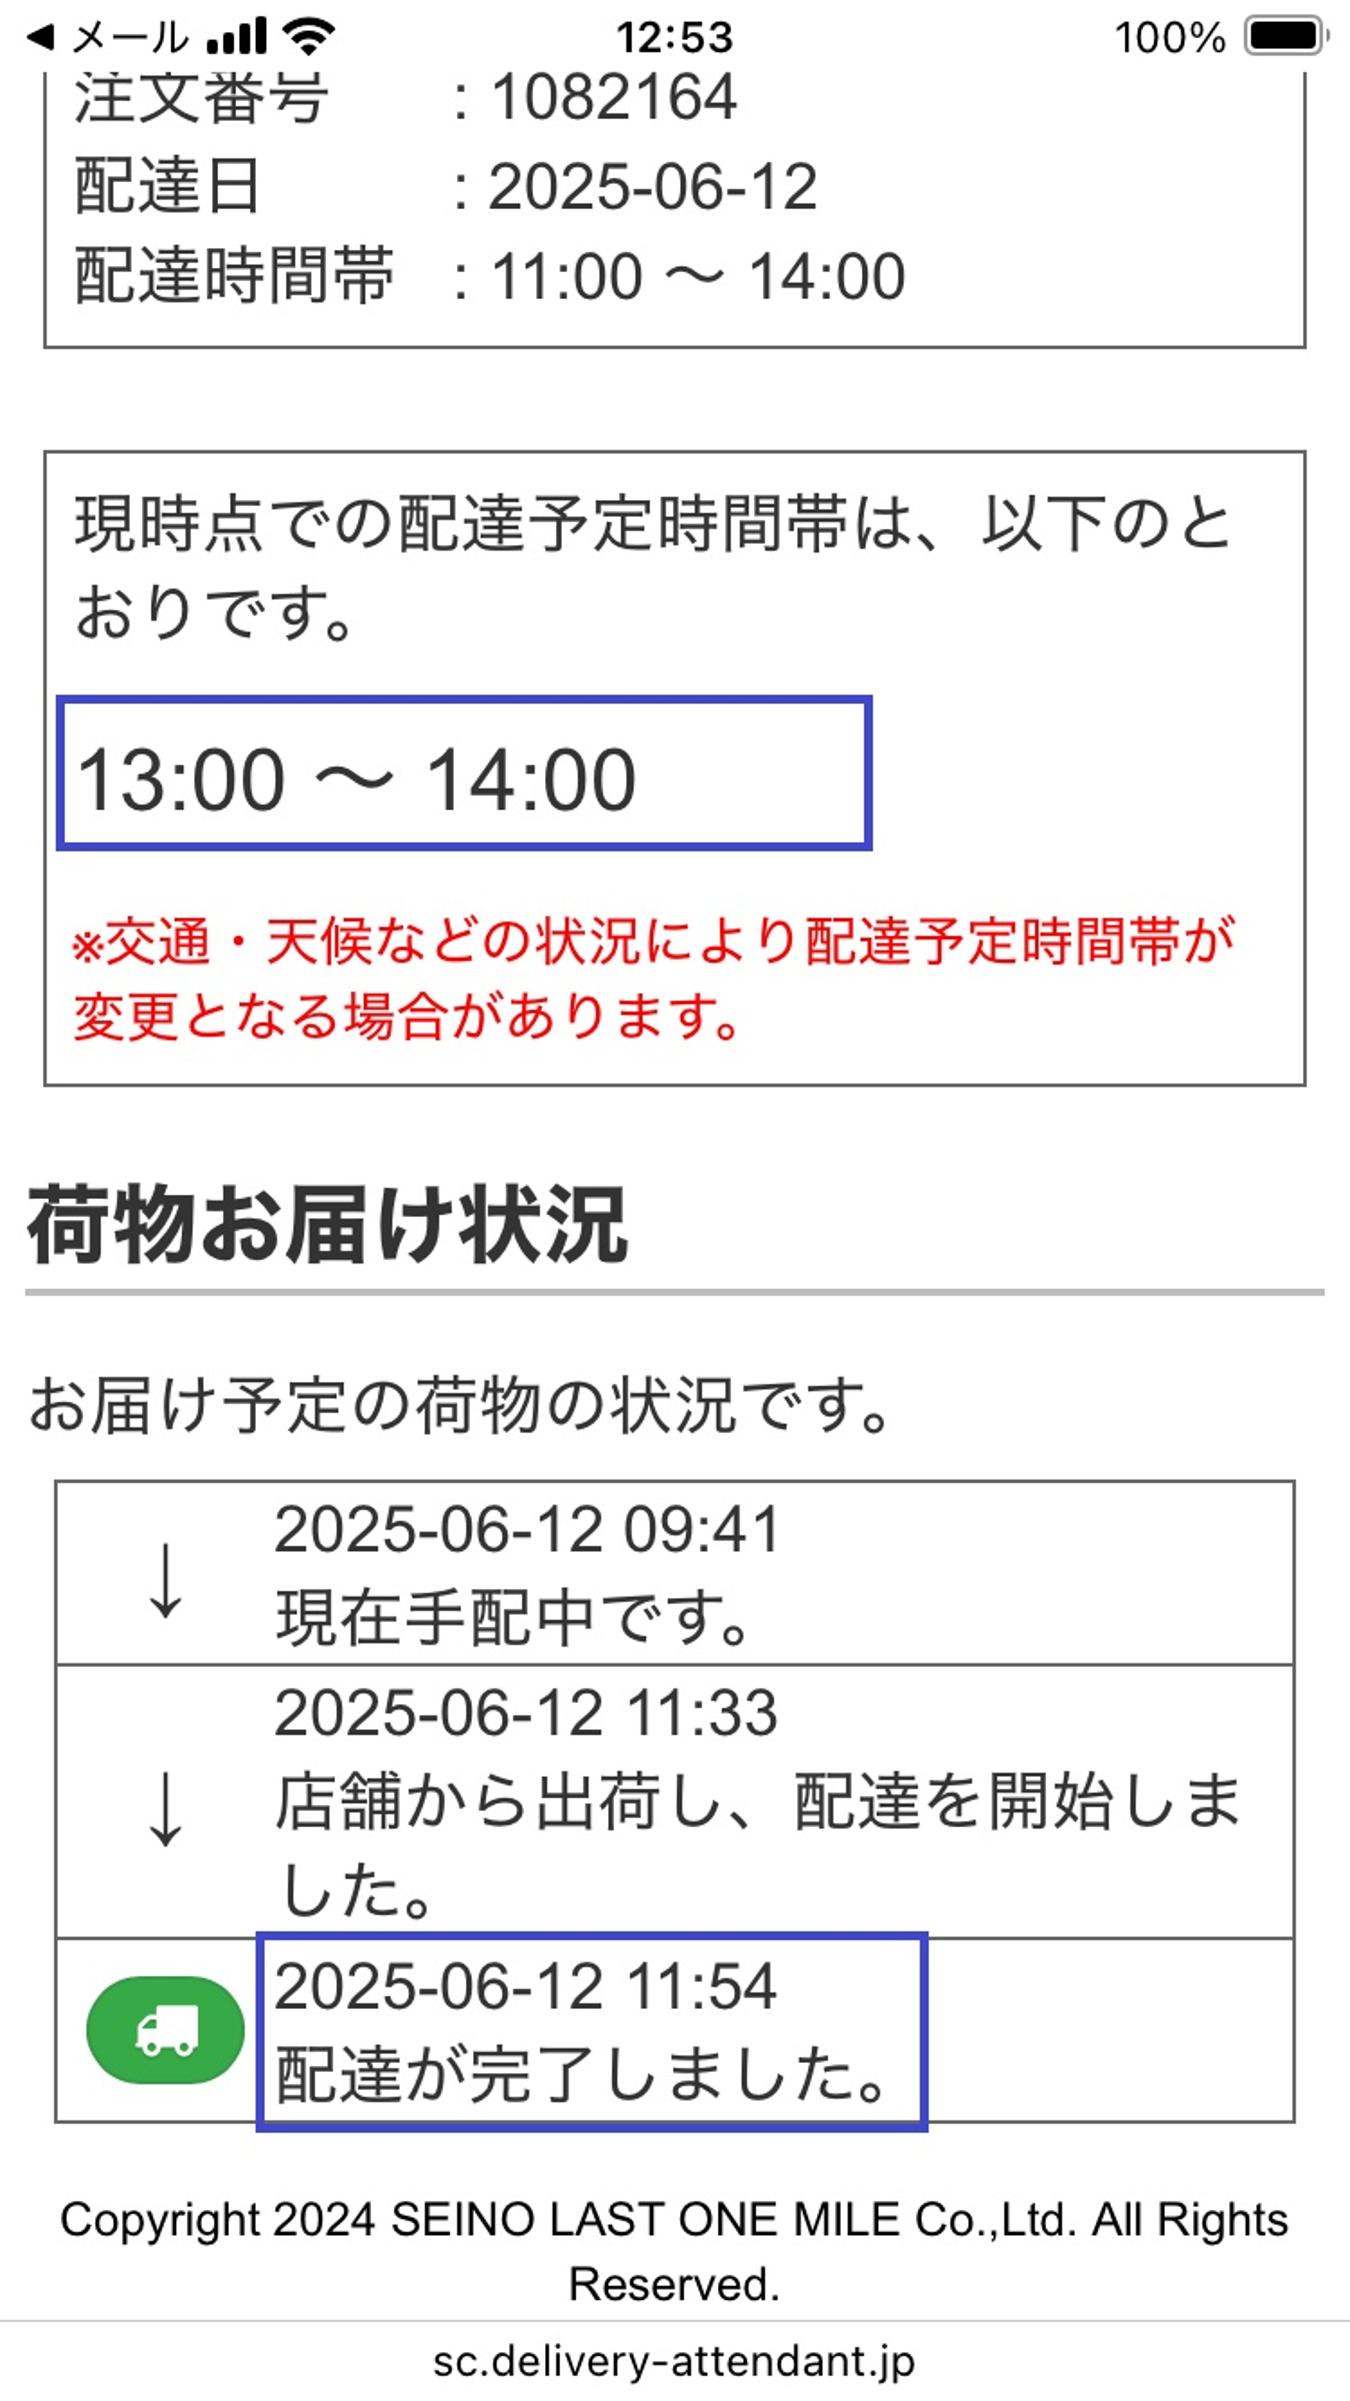 メール 12:53 100%
注文番号 : 1082164
配達日 : 2025-06-12
配達時間帯 : 11:00 ～ 14:00
現時点での配達予定時間帯は、以下のと
おりです。
13:00 ～ 14:00
※交通・天候などの状況により配達予定時間帯が
変更となる場合があります。
荷物お届け状況
お届け予定の荷物の状況です。
↓ 2025-06-12 09:41
現在手配中です。
↓ 2025-06-12 11:33
店舗から出荷し、配達を開始しま
した。
2025-06-12 11:54
配達が完了しました。
Copyright 2024 SEINO LAST ONE MILE Co.,Ltd. All Rights
Reserved.
sc.delivery-attendant.jp